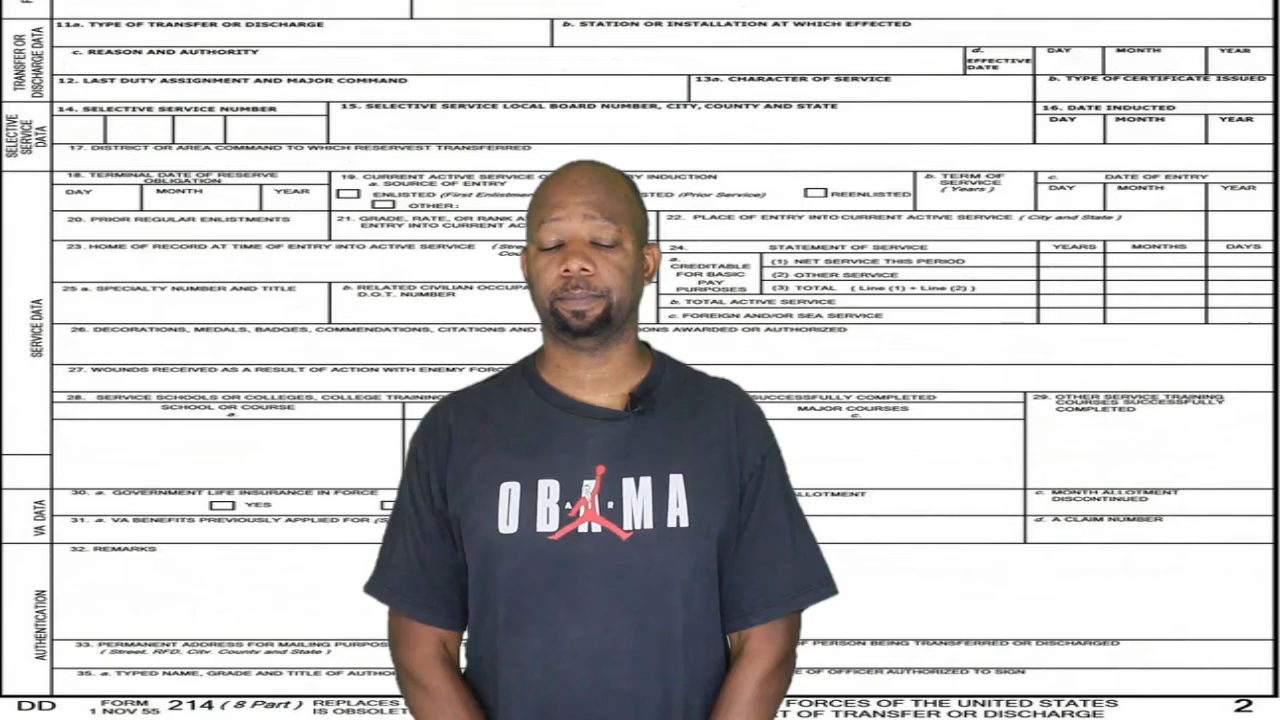 11a. TYPE OF TRANSFER OR DISCHARGE
b. STATION OR INSTALLATION AT WHICH EFFECTED
TRANSFER OR DISCHARGE DATA
c. REASON AND AUTHORITY
d. EFFECTIVE DATE
DAY MONTH YEAR
12. LAST DUTY ASSIGNMENT AND MAJOR COMMAND
13a. CHARACTER OF SERVICE
b. TYPE OF CERTIFICATE ISSUED
SELECTIVE SERVICE DATA
14. SELECTIVE SERVICE NUMBER
15. SELECTIVE SERVICE LOCAL BOARD NUMBER, CITY, COUNTY AND STATE
16. DATE INDUCTED
DAY MONTH YEAR
17. DISTRICT OR AREA COMMAND TO WHICH RESERVEST TRANSFERRED
SERVICE DATA
18. TERMINAL DATE OF RESERVE
OBLIGATION
DAY MONTH YEAR
19. CURRENT ACTIVE SERVICE O BY INDUCTION
a. SOURCE OF ENTRY
ENLISTED (First Enlistmen STED (Prior Service) REENLISTED
OTHER:
b. TERM OF
SERVICE
(Years)
c. DATE OF ENTRY
DAY MONTH YEAR
20. PRIOR REGULAR ENLISTMENTS
21. GRADE, RATE, OR RANK A
ENTRY INTO CURRENT AC
22. PLACE OF ENTRY INTO CURRENT ACTIVE SERVICE (City and State)
23. HOME OF RECORD AT TIME OF ENTRY INTO ACTIVE SERVICE (Stre
Cou
24. STATEMENT OF SERVICE YEARS MONTHS DAYS
a.
CREDITABLE
FOR BASIC
PAY
PURPOSES
(1) NET SERVICE THIS PERIOD
(2) OTHER SERVICE
(3) TOTAL (Line (1) + Line (2))
b. TOTAL ACTIVE SERVICE
c. FOREIGN AND/OR SEA SERVICE
25 a. SPECIALTY NUMBER AND TITLE
b. RELATED CIVILIAN OCCUPA
D.O.T. NUMBER
26. DECORATIONS, MEDALS, BADGES, COMMENDATIONS, CITATIONS AND ONS AWARDED OR AUTHORIZED
27. WOUNDS RECEIVED AS A RESULT OF ACTION WITH ENEMY FORC
28. SERVICE SCHOOLS OR COLLEGES, COLLEGE TRAINING SUCCESSFULLY COMPLETED
SCHOOL OR COURSE
a
MAJOR COURSES
c.
29. OTHER SERVICE TRAINING
COURSES SUCCESSFULLY
COMPLETED
OBAMA
AIR
VA DATA
30. a. GOVERNMENT LIFE INSURANCE IN FORCE
YES
ALLOTMENT
c. MONTH ALLOTMENT
DISCONTINUED
31. a. VA BENEFITS PREVIOUSLY APPLIED FOR (S
d. A CLAIM NUMBER
AUTHENTICATION
32. REMARKS
33. PERMANENT ADDRESS FOR MAILING PURPOS
(Street, RFD, City, County and State)
F PERSON BEING TRANSFERRED OR DISCHARGED
35. a. TYPED NAME, GRADE AND TITLE OF AUTHO
E OF OFFICER AUTHORIZED TO SIGN
DD FORM 1 NOV 55 214 (8 Part) REPLACES
IS OBSOLET
FORCES OF THE UNITED STATES
T OF TRANSFER OR DISCHARGE
2